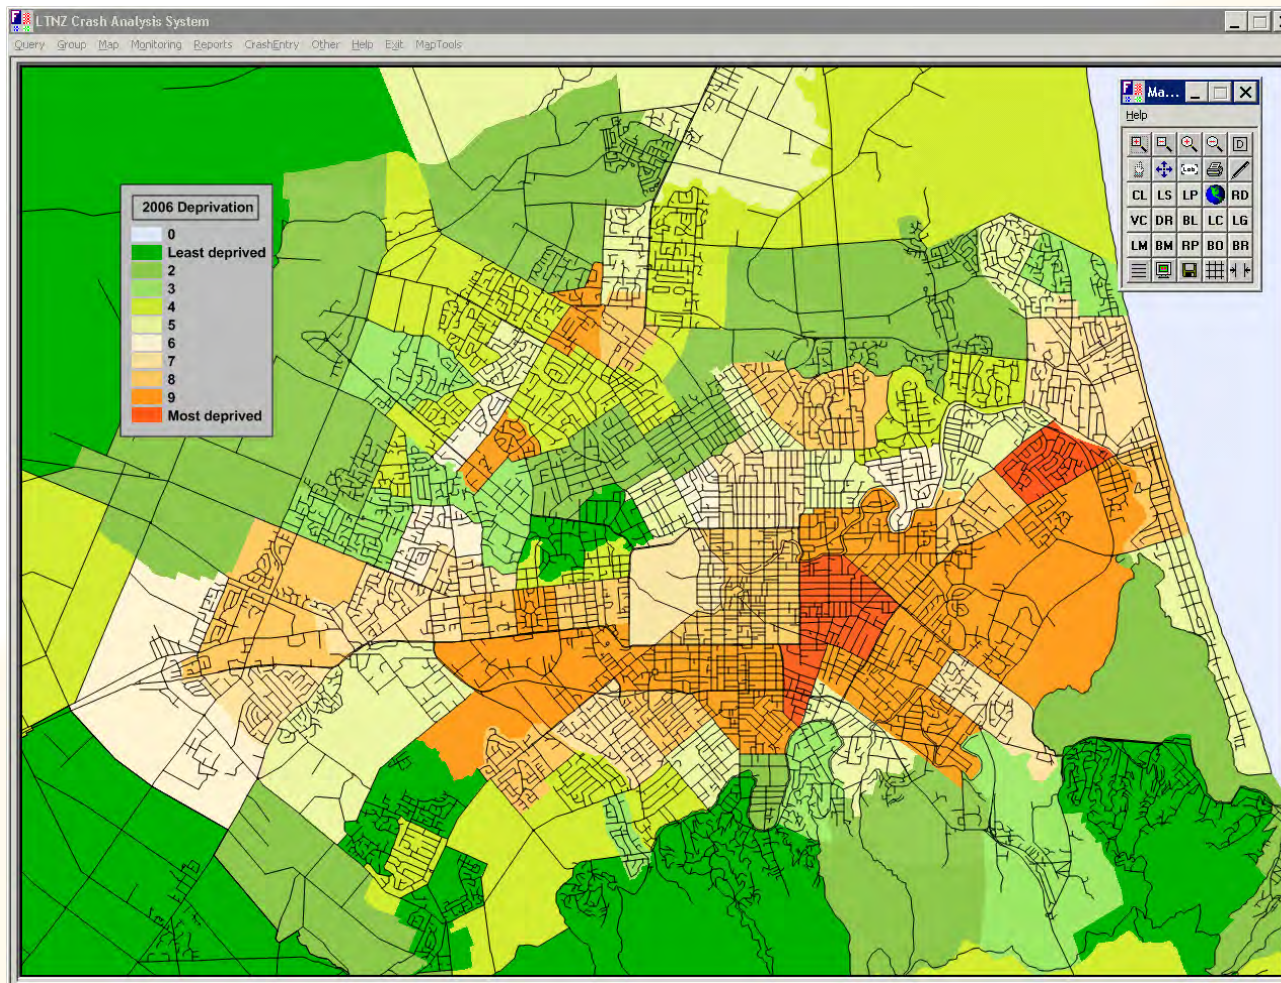 LTNZ Crash Analysis System
Query Group Map Monitoring Reports CrashEntry Other Help Exit MapTools
Ma...
Help
D
Lab.
CL LS LP RD
VC DR BL LC LG
LM BM RP BO BR
2006 Deprivation
0
Least deprived
2
3
4
5
6
7
8
9
Most deprived